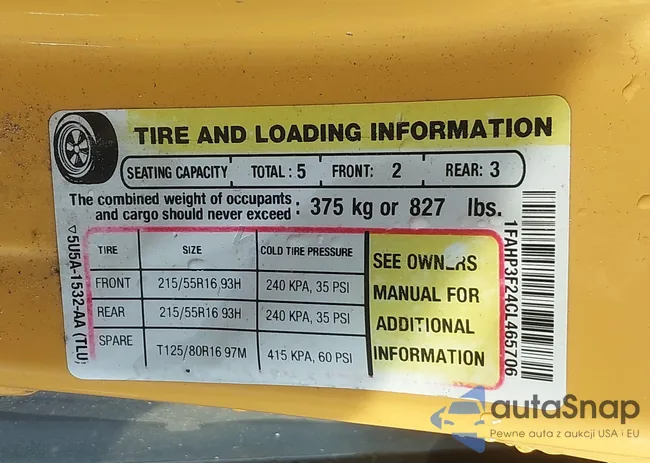 TIRE AND LOADING INFORMATION
SEATING CAPACITY TOTAL: 5 FRONT: 2 REAR: 3
The combined weight of occupants
and cargo should never exceed : 375 kg or 827 lbs.
TIRE SIZE COLD TIRE PRESSURE
FRONT 215/55R16 93H 240 KPA, 35 PSI
REAR 215/55R16 93H 240 KPA, 35 PSI
SPARE T125/80R16 97M 415 KPA, 60 PSI
SEE OWNERS
MANUAL FOR
ADDITIONAL
INFORMATION
▽5U5A-1532-AA (TLU)
1FAHP3F24CL465706
autaSnap
Pewne auta z aukcji USA i EU